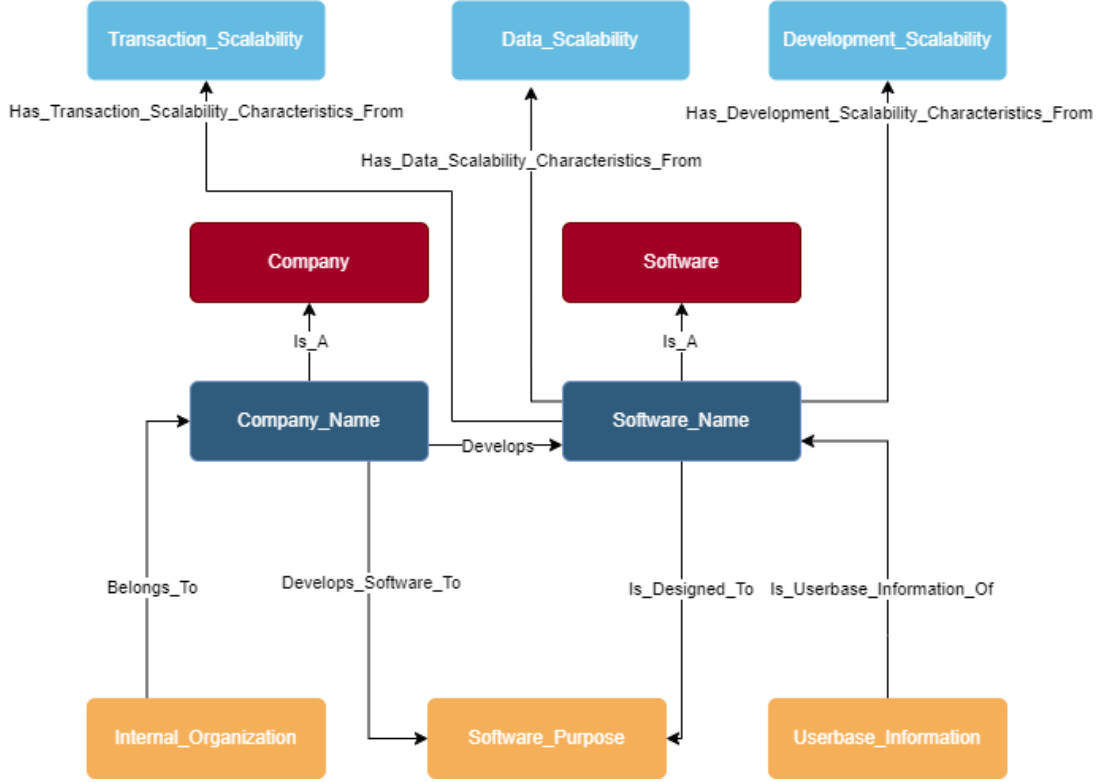 Transaction_Scalability
Data_Scalability
Development_Scalability
Has_Transaction_Scalability_Characteristics_From
Has_Development_Scalability_Characteristics_From
Has_Data_Scalability_Characteristics_From
Company
Software
Is_A
Is_A
Company_Name
Software_Name
Develops
Belongs_To
Develops_Software_To
Is_Designed_To
Is_Userbase_Information_Of
Internal_Organization
Software_Purpose
Userbase_Information